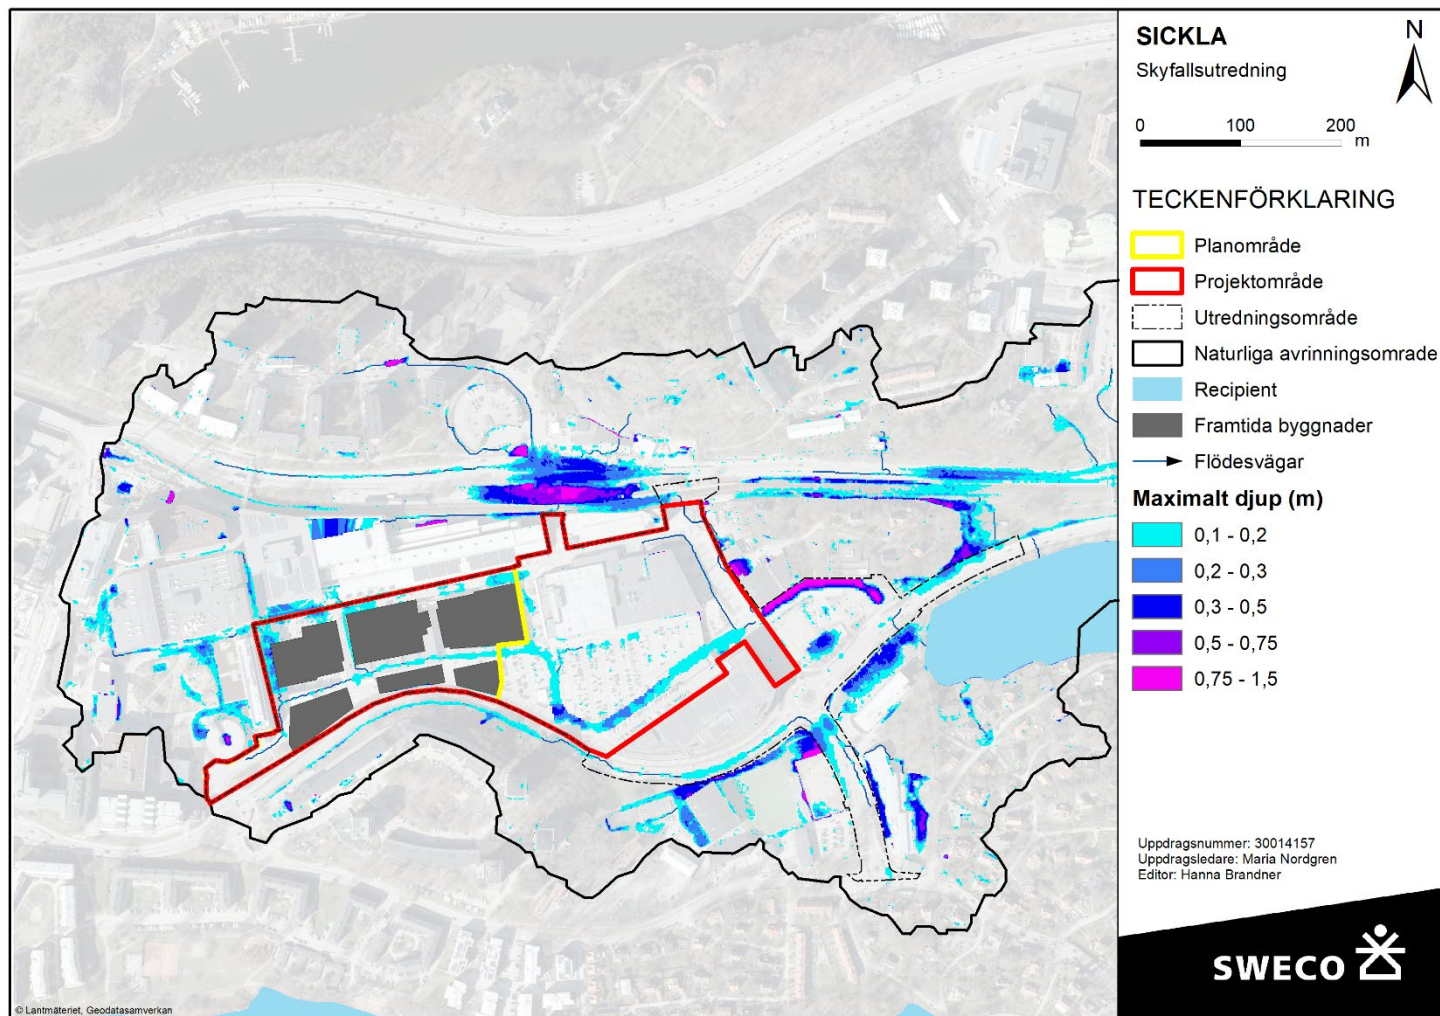 SICKLA
Skyfallsutredning
N
0 100 200
m
TECKENFÖRKLARING
Planområde
Projektområde
Utredningsområde
Naturliga avrinningsområde
Recipient
Framtida byggnader
Flödesvägar
Maximalt djup (m)
0,1 - 0,2
0,2 - 0,3
0,3 - 0,5
0,5 - 0,75
0,75 - 1,5
Uppdragsnummer: 30014157
Uppdragsledare: Maria Nordgren
Editor: Hanna Brandner
SWECO
© Lantmäteriet, Geodatasamverkan